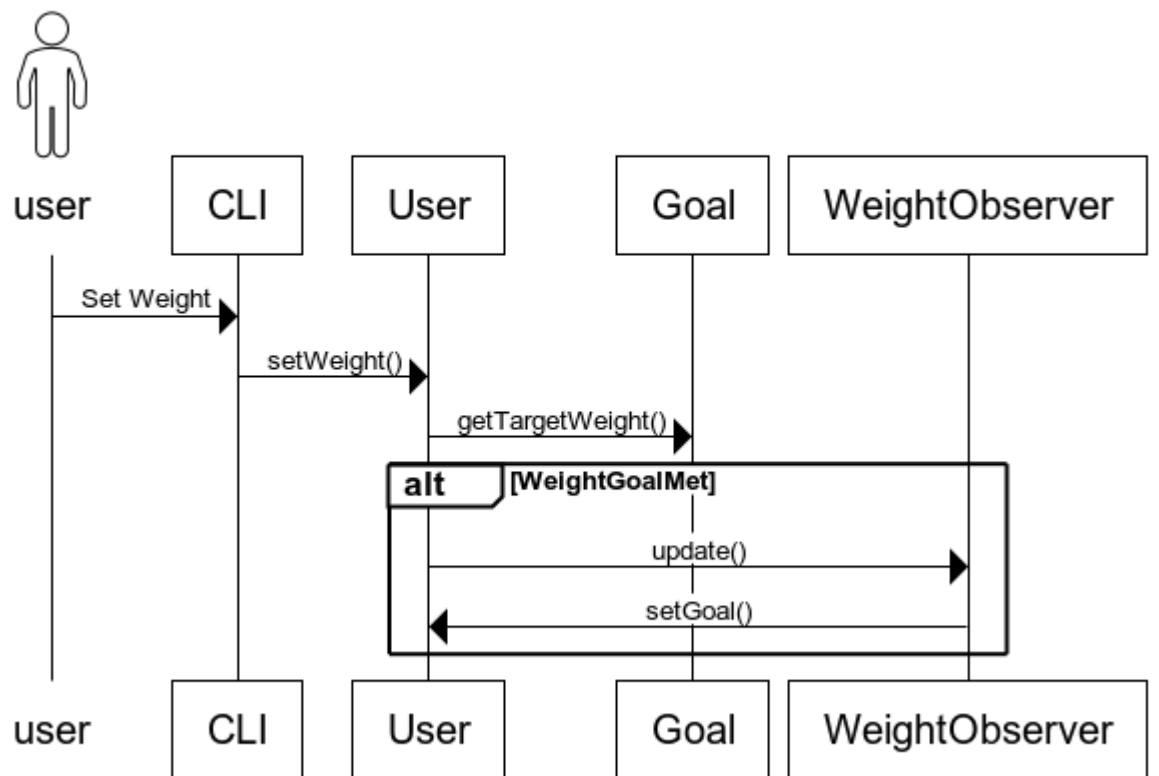 user
CLI
User
Goal
WeightObserver
Set Weight
setWeight()
getTargetWeight()
alt
[WeightGoalMet]
update()
setGoal()
user
CLI
User
Goal
WeightObserver